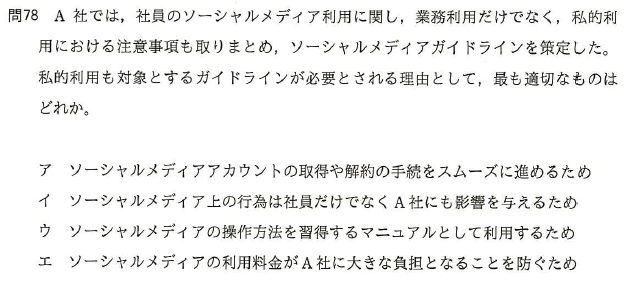 問78 A 社では，社員のソーシャルメディア利用に関し，業務利用だけでなく，私的利
用における注意事項も取りまとめ，ソーシャルメディアガイドラインを策定した。
私的利用も対象とするガイドラインが必要とされる理由として，最も適切なものは
どれか。
ア ソーシャルメディアアカウントの取得や解約の手続をスムーズに進めるため
イ ソーシャルメディア上の行為は社員だけでなくA 社にも影響を与えるため
ウ ソーシャルメディアの操作方法を習得するマニュアルとして利用するため
エ ソーシャルメディアの利用料金がA 社に大きな負担となることを防ぐため